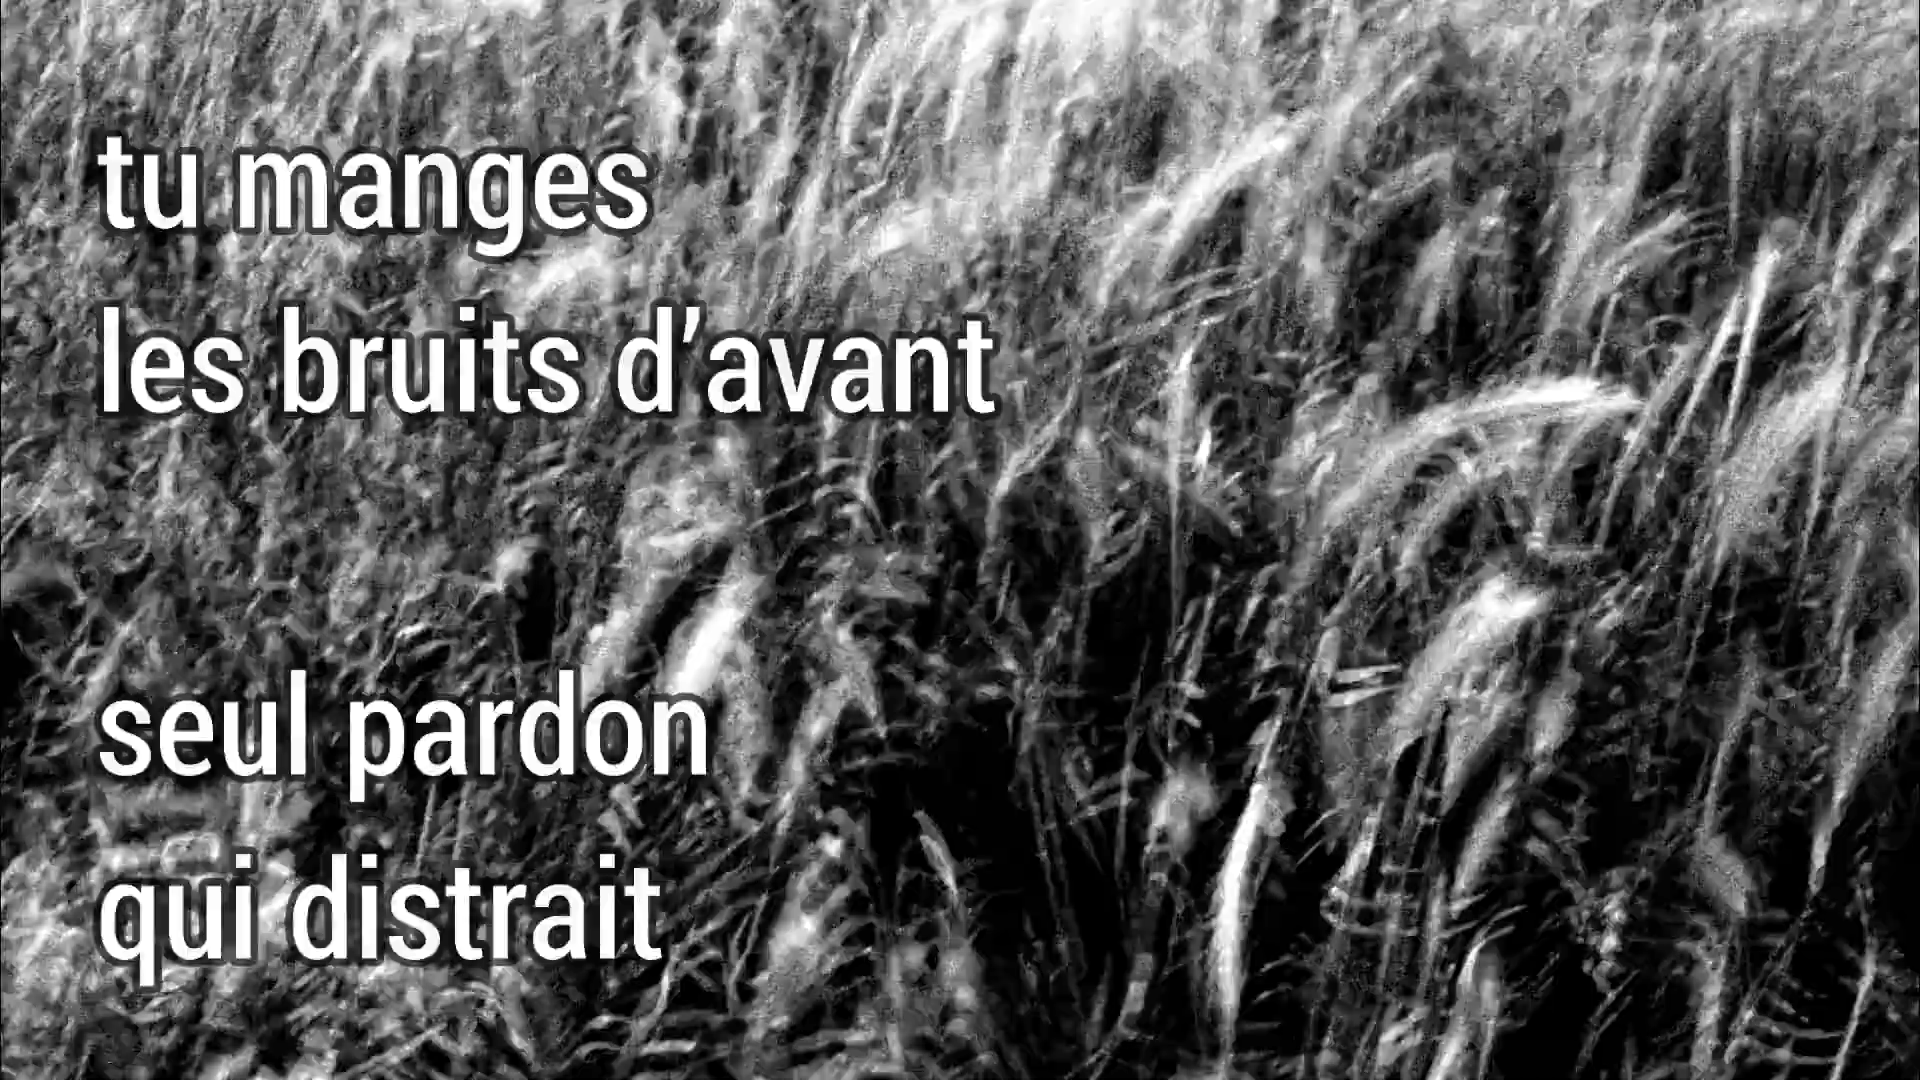 tu manges
les bruits d’avant
seul pardon
qui distrait